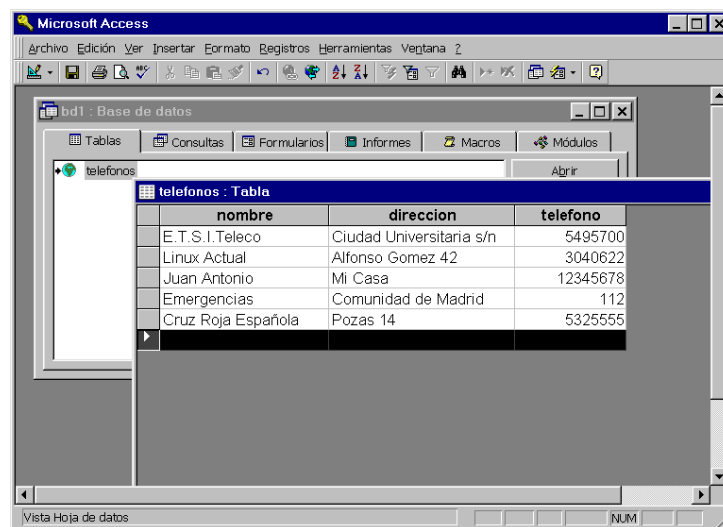 Microsoft Access
Archivo Edición Ver Insertar Formato Registros Herramientas Ventana ?
bd1 : Base de datos
Tablas Consultas Formularios Informes Macros Módulos
telefonos Abrir
telefonos : Tabla
nombre direccion telefono
E.T.S.I.Teleco Ciudad Universitaria s/n 5495700
Linux Actual Alfonso Gomez 42 3040622
Juan Antonio Mi Casa 12345678
Emergencias Comunidad de Madrid 112
Cruz Roja Española Pozas 14 5325555
Vista Hoja de datos NUM